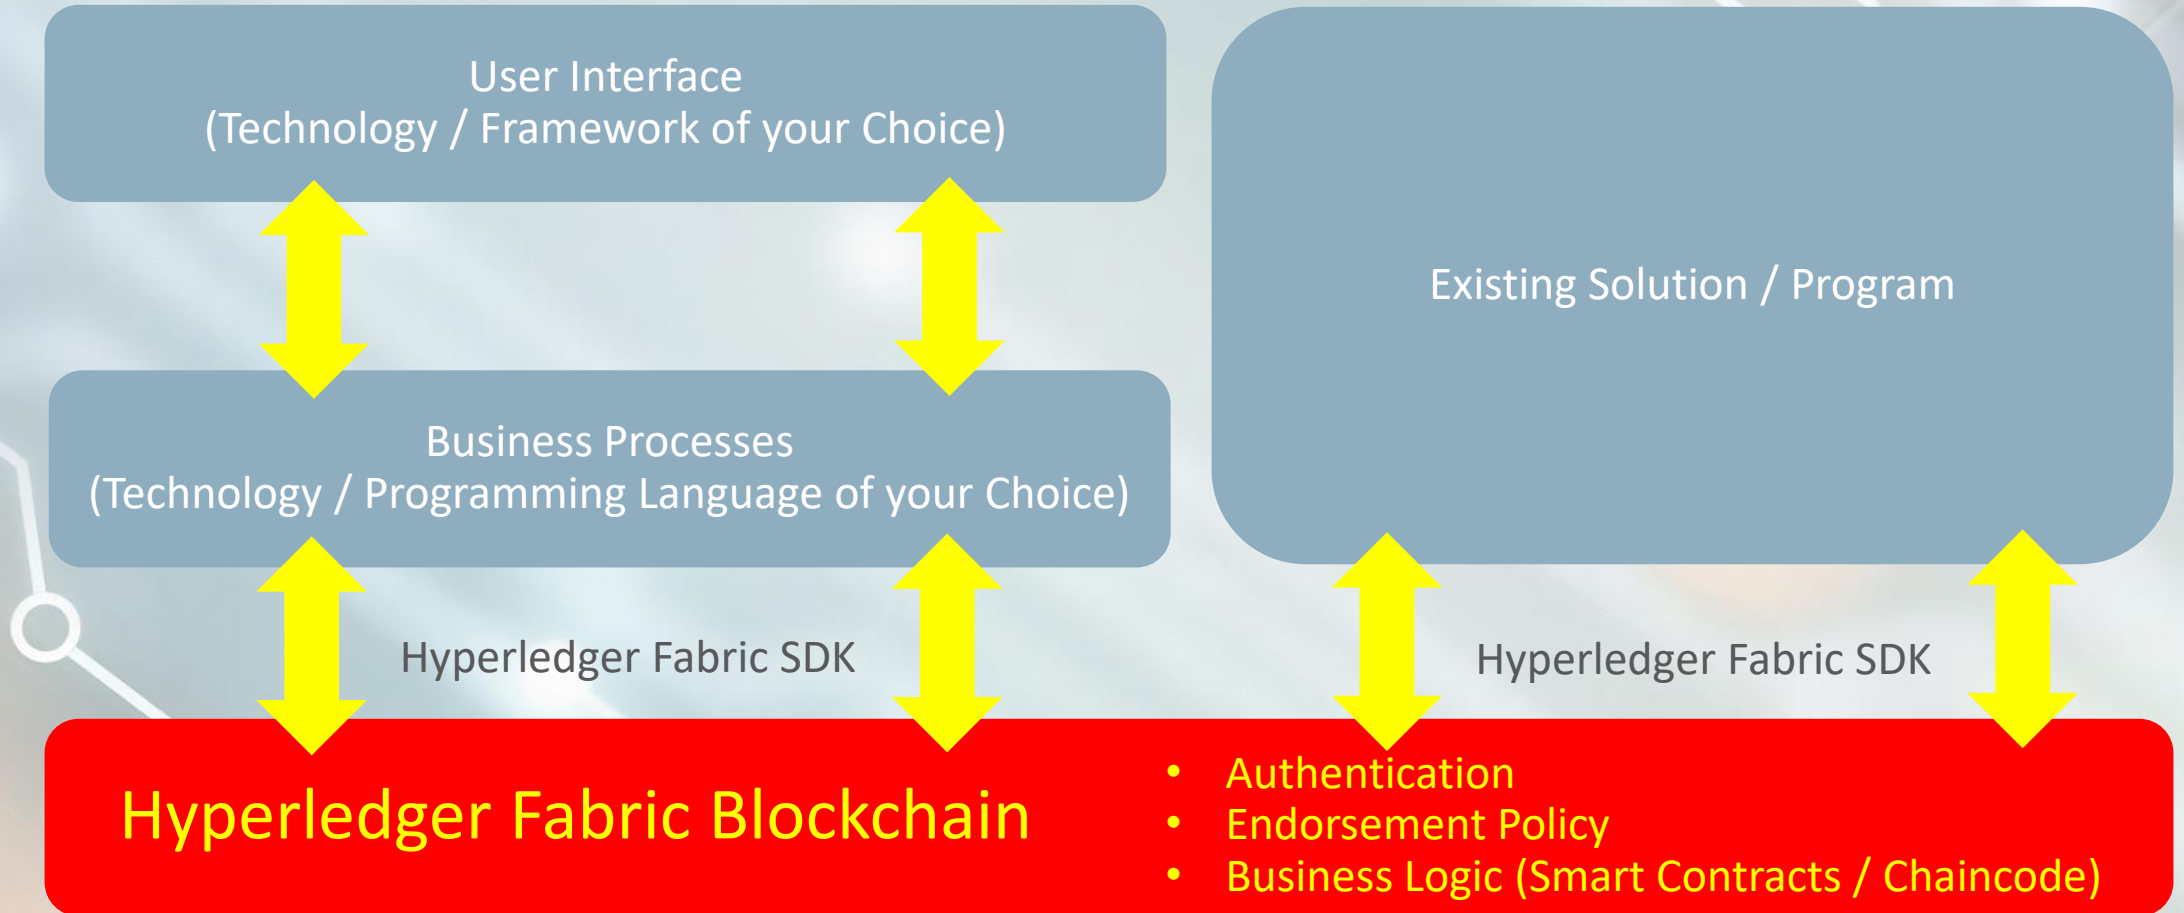 User Interface
(Technology / Framework of your Choice)
Existing Solution / Program
Business Processes
(Technology / Programming Language of your Choice)
Hyperledger Fabric SDK
Hyperledger Fabric SDK
Hyperledger Fabric Blockchain
• Authentication
• Endorsement Policy
• Business Logic (Smart Contracts / Chaincode)